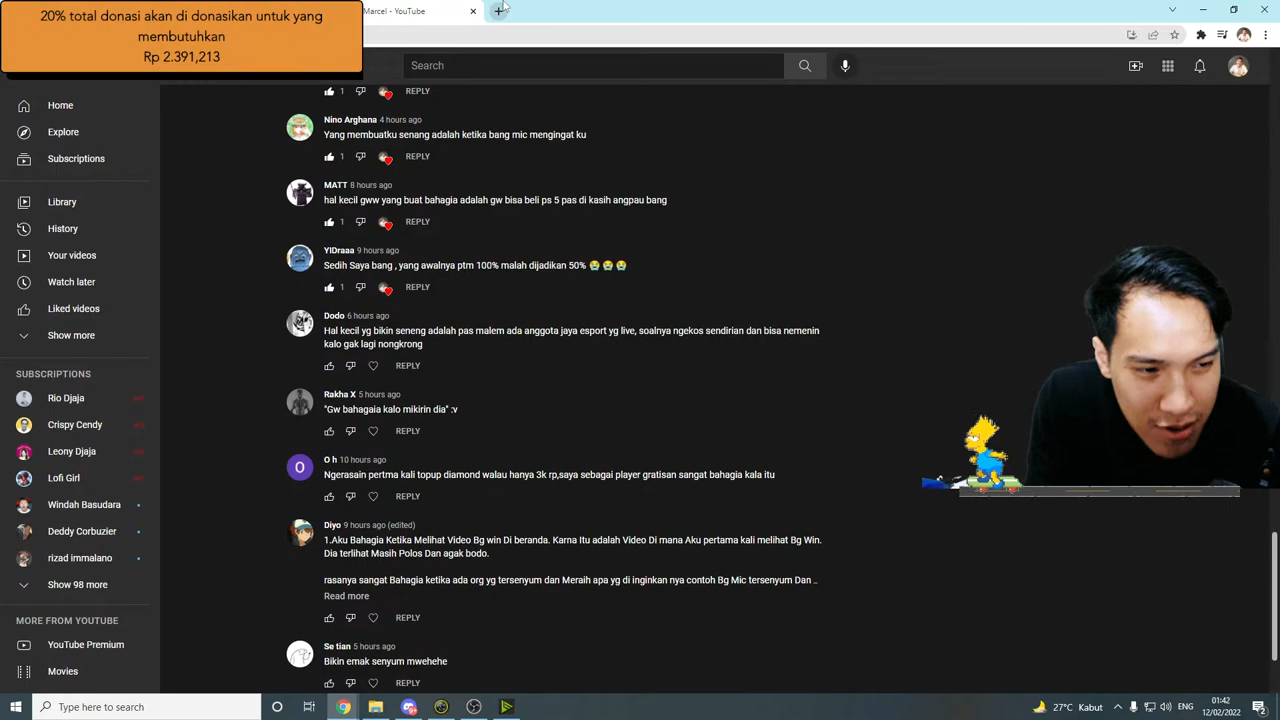 20% total donasi akan di donasikan untuk yang
membutuhkan
Rp 2.391,213
Marcel - YouTube
Search
Home
Explore
Subscriptions
Library
History
Your videos
Watch later
Liked videos
Show more
SUBSCRIPTIONS
Rio Djaja
Crispy Cendy
Leony Djaja
Lofi Girl
Windah Basudara
Deddy Corbuzier
rizad immalano
Show 98 more
MORE FROM YOUTUBE
YouTube Premium
Movies
1
REPLY
Nino Arghana 4 hours ago
Yang membuatku senang adalah ketika bang mic mengingat ku
1
REPLY
MATT 8 hours ago
hal kecil gww yang buat bahagia adalah gw bisa beli ps 5 pas di kasih angpau bang
1
REPLY
YIDraaa 9 hours ago
Sedih Saya bang , yang awalnya ptm 100% malah dijadikan 50% 😭 😭 😭
1
REPLY
Dodo 6 hours ago
Hal kecil yg bikin seneng adalah pas malem ada anggota jaya esport yg live, soalnya ngekos sendirian dan bisa nemenin
kalo gak lagi nongkrong
REPLY
Rakha X 5 hours ago
"Gw bahagaia kalo mikirin dia" :v
REPLY
O
O h 10 hours ago
Ngerasain pertma kali topup diamond walau hanya 3k rp,saya sebagai player gratisan sangat bahagia kala itu
REPLY
Diyo 9 hours ago (edited)
1.Aku Bahagia Ketika Melihat Video Bg win Di beranda. Karna Itu adalah Video Di mana Aku pertama kali melihat Bg Win.
Dia terlihat Masih Polos Dan agak bodo.
rasanya sangat Bahagia ketika ada org yg tersenyum dan Meraih apa yg di inginkan nya contoh Bg Mic tersenyum Dan ..
Read more
REPLY
Se tian 5 hours ago
Bikin emak senyum mwehehe
REPLY
Type here to search
27°C Kabut
ENG
01:42
12/02/2022
2